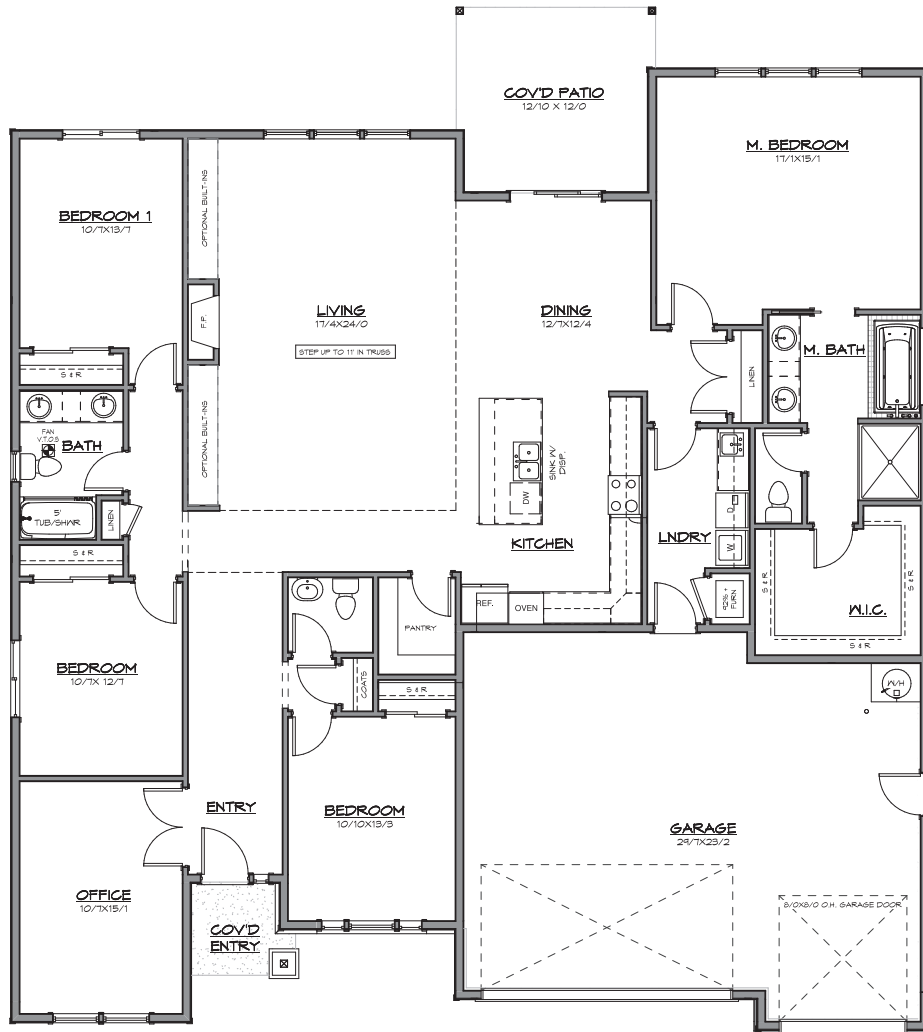 COV'D PATIO
12/10 X 12/0
M. BEDROOM
17/1X15/1
BEDROOM 1
10/7X13/7
OPTIONAL BUILT-INS
F.P.
LIVING
17/4X24/0
STEP UP TO 11' IN TRUSS
DINING
12/7X12/4
M. BATH
LINEN
S & R
OPTIONAL BUILT-INS
FAN
V.T.O.S
BATH
5'
TUB/SHWR
LINEN
SINK W/
DISP.
DW
KITCHEN
D
W
LNDRY
92% +
FURN
S & R
S & R
S & R
W.I.C.
S & R
REF.
OVEN
PANTRY
BEDROOM
10/7X 12/7
COATS
S & R
W/H
ENTRY
BEDROOM
10/10X13/3
GARAGE
29/7X23/2
OFFICE
10/7X15/1
COV'D
ENTRY
8/0X8/0 O.H. GARAGE DOOR